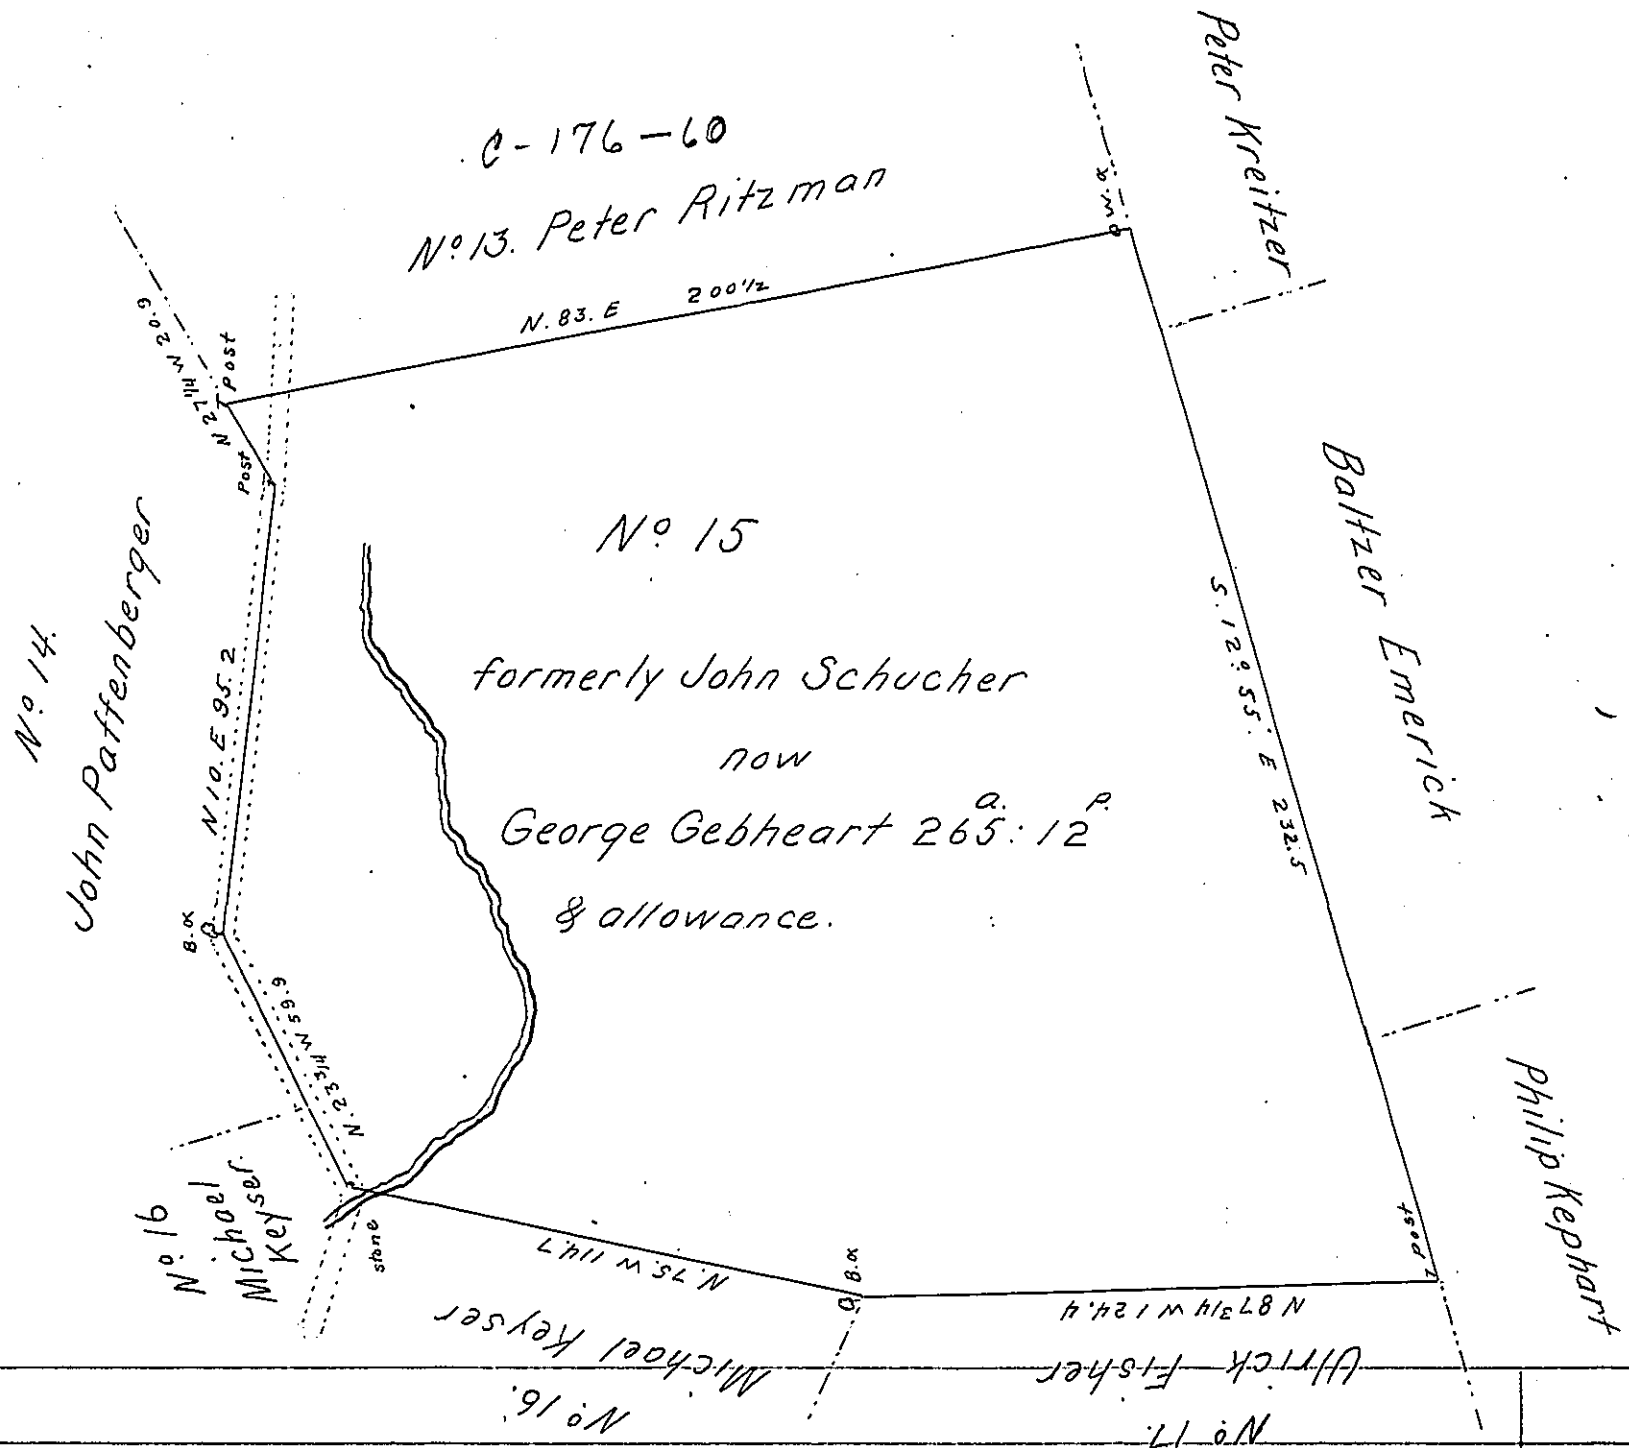 C-176-60
Nº 13. Peter Ritzman
Peter Kreitzer
W.O.
N. 83. E 200 1/2
N 27 1/4 W 20.9
Post
Post
Nº 14.
John Paffenberger
N 10. E 95.2
Nº 15
formerly John Schucher
now
George Gebheart 265:a. 12 P.
& allowance.
S. 12º 55: E 232.5
Baltzer Emerick
B.O.
N. 23 3/4 W 59.9
Nº 16
Michael
Keyser.
stone
N. 75. W 114.7
B.O.
N 87 3/4 W 124.4
Post
Philip Kephart
Michael Keyser
Nº 16.
Ulrick Fisher
Nº 17.